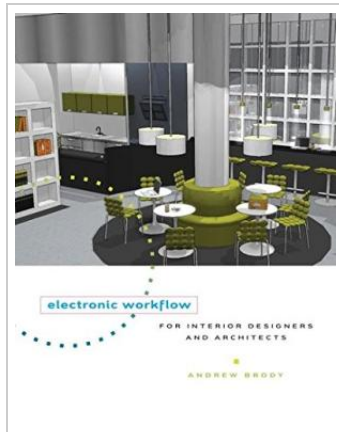 electronic workflow
FOR INTERIOR DESIGNERS
AND ARCHITECTS
ANDREW BRODY